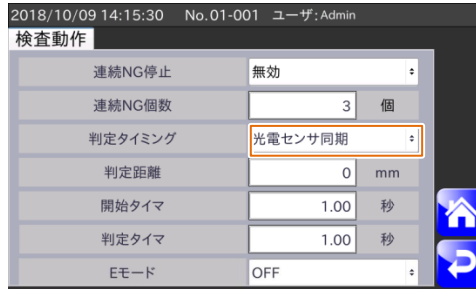 2018/10/09 14:15:30 No.01-001 ユーザ:Admin
検査動作
連続NG停止 無効
連続NG個数 3 個
判定タイミング 光電センサ同期
判定距離 0 mm
開始タイマ 1.00 秒
判定タイマ 1.00 秒
Eモード OFF